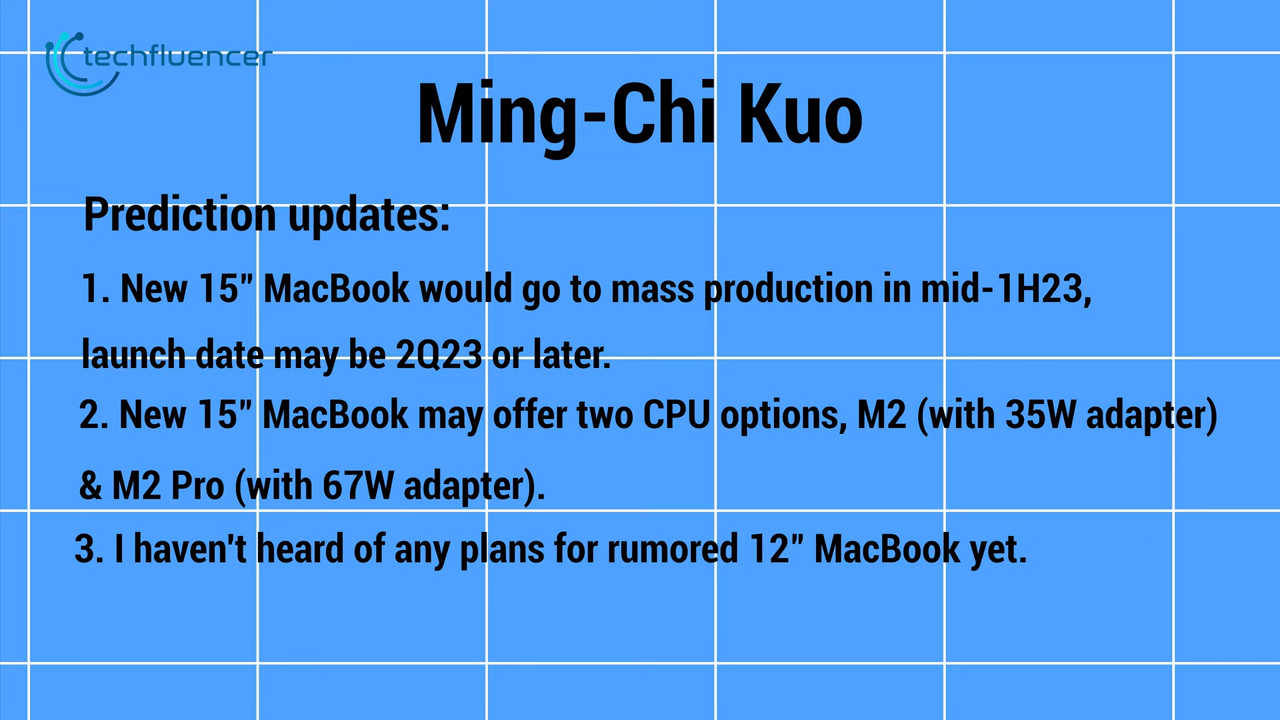 techfluencer
Ming-Chi Kuo
Prediction updates:
1. New 15” MacBook would go to mass production in mid-1H23,
launch date may be 2Q23 or later.
2. New 15” MacBook may offer two CPU options, M2 (with 35W adapter)
& M2 Pro (with 67W adapter).
3. I haven't heard of any plans for rumored 12” MacBook yet.